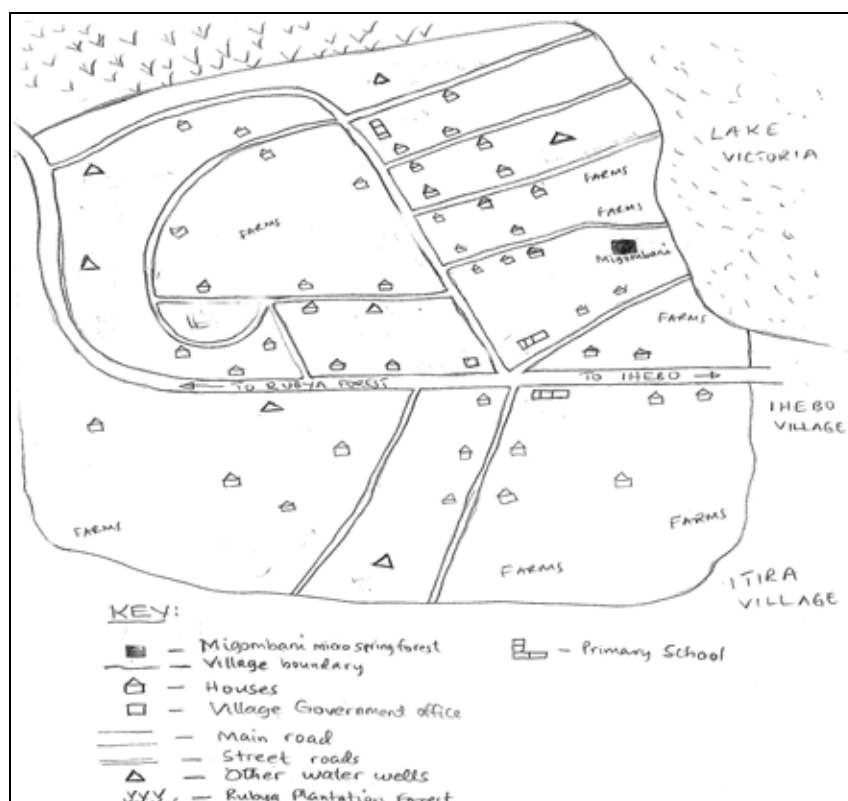 LAKE
VICTORIA
FARMS
FARMS
FARMS
Migombani
FARMS
TO RUBYA FOREST
TO IHEBO
IHEBO
VILLAGE
FARMS
FARMS
FARMS
ITIRA
VILLAGE
KEY:
– Migombani micro spring forest
– Village boundary
– Houses
– Village Government office
– Main road
– Street roads
– Other water wells
– Rubya Plantation Forest
– Primary School